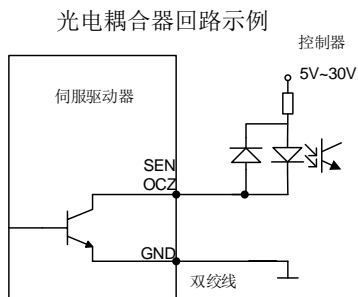 光电耦合器回路示例
控制器
5V~30V
伺服驱动器
SEN
OCZ
GND
双绞线